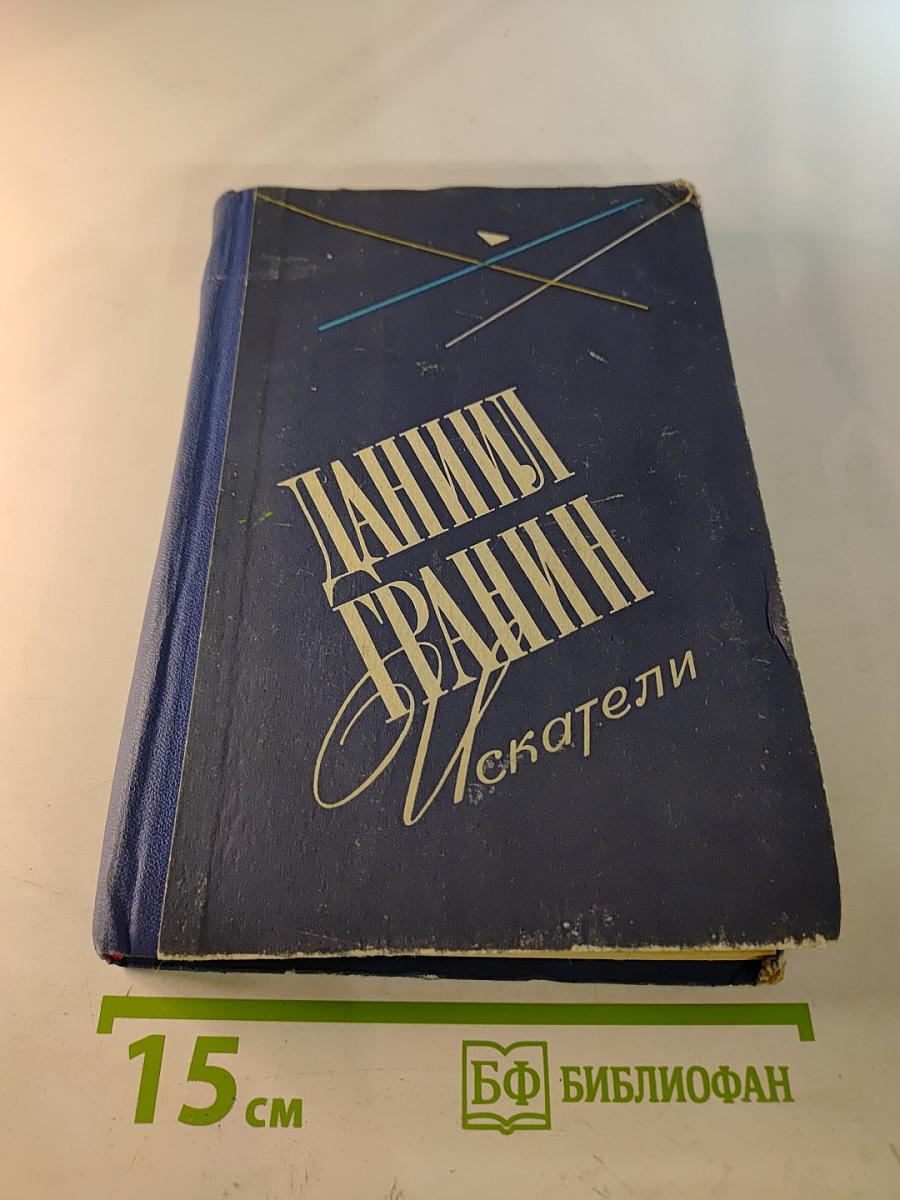 ДАНИИЛ
ГРАНИН
Искатели
15 см
БФ БИБЛИОФАН